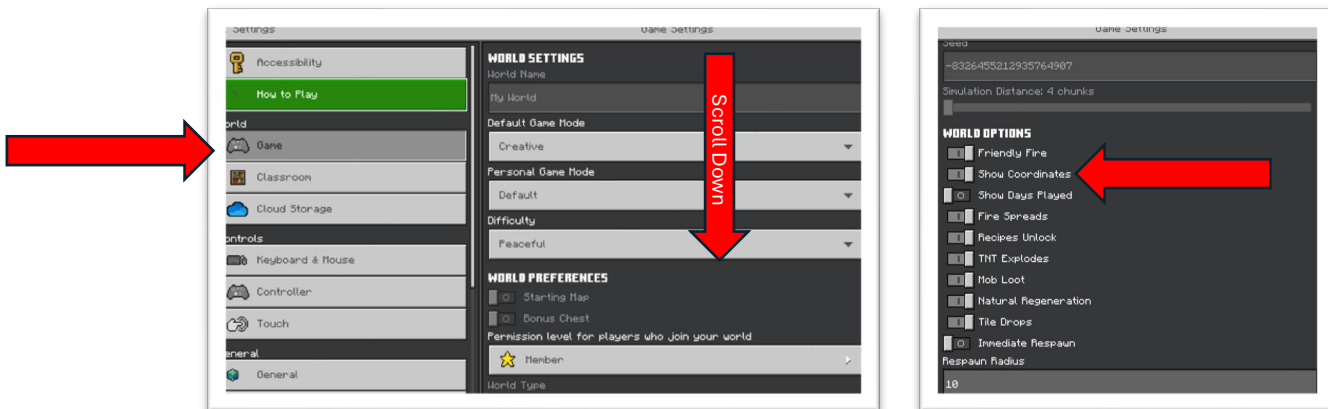 Settings
Game Settings
Accessibility
How to Play
World
Game
Classroom
Cloud Storage
Controls
Keyboard & Mouse
Controller
Touch
General
General
WORLD SETTINGS
World Name
My World
Default Game Mode
Creative
Personal Game Mode
Default
Difficulty
Peaceful
WORLD PREFERENCES
Starting Map
Bonus Chest
Permission level for players who join your world
Member
World Type
Scroll Down
Game Settings
Seed
-8326455212935764907
Simulation Distance: 4 chunks
WORLD OPTIONS
Friendly Fire
Show Coordinates
Show Days Played
Fire Spreads
Recipes Unlock
TNT Explodes
Mob Loot
Natural Regeneration
Tile Drops
Immediate Respawn
Respawn Radius
10